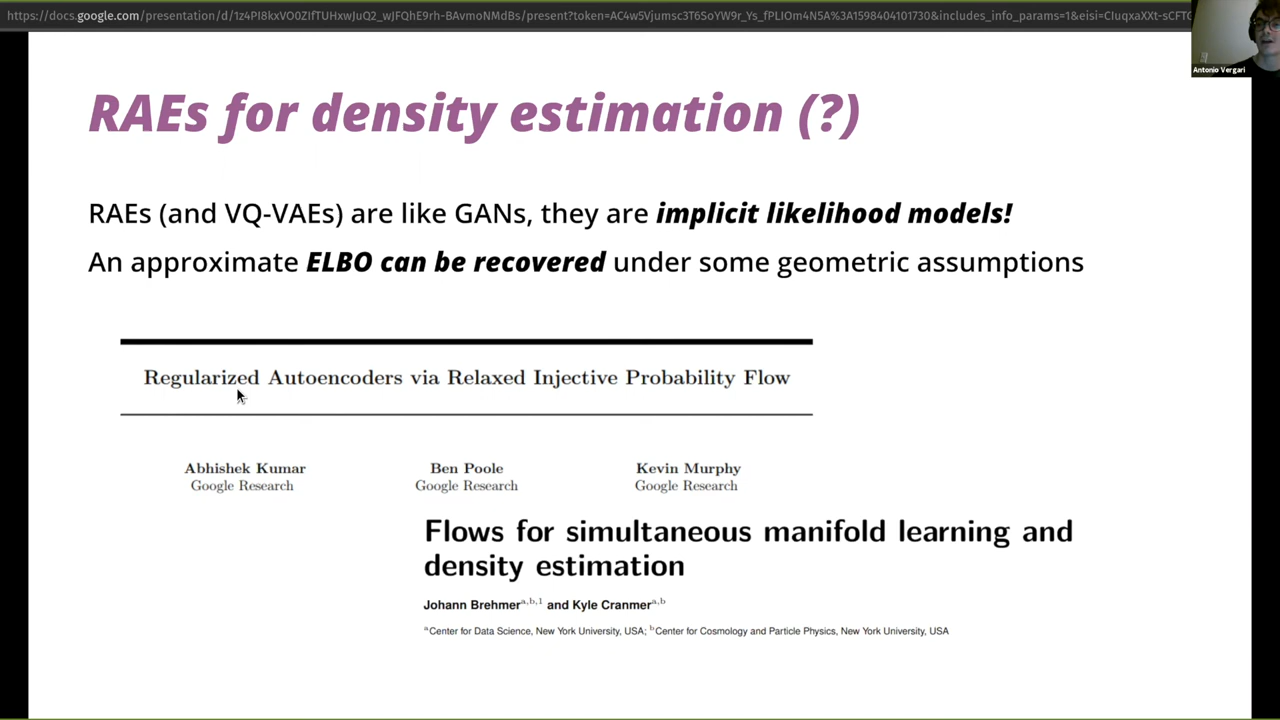 https://docs.google.com/presentation/d/1z4PI8kxVO0ZIfTUHxwJuQ2_wJFQhE9rh-BAvmoNMdBs/present?token=AC4w5Vjumsc3T6SoYW9r_Ys_fPLIOm4N5A%3A1598404101730&includes_info_params=1&eisi=CIuqxaXXt-sCFTG
Antonio Vergari
RAEs for density estimation (?)
RAEs (and VQ-VAEs) are like GANs, they are implicit likelihood models!
An approximate ELBO can be recovered under some geometric assumptions
Regularized Autoencoders via Relaxed Injective Probability Flow
Abhishek Kumar Ben Poole Kevin Murphy
Google Research Google Research Google Research
Flows for simultaneous manifold learning and
density estimation
Johann Brehmer a,b,1 and Kyle Cranmer a,b
a Center for Data Science, New York University, USA; b Center for Cosmology and Particle Physics, New York University, USA